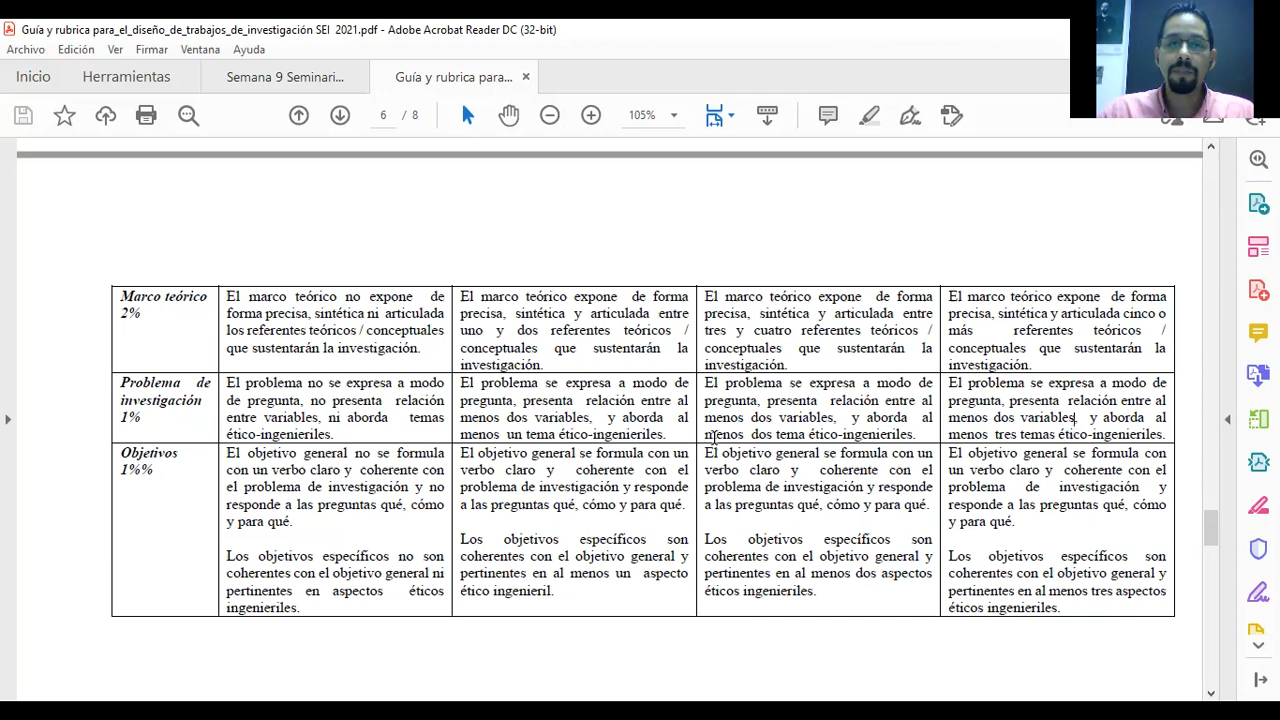 Guía y rubrica para_el_diseño_de_trabajos_de_investigación SEI 2021.pdf - Adobe Acrobat Reader DC (32-bit)
Archivo Edición Ver Firmar Ventana Ayuda
Inicio Herramientas Semana 9 Seminari... Guía y rubrica para... ×
6 / 8 105%
Marco teórico
2%
El marco teórico no expone de
forma precisa, sintética ni articulada
los referentes teóricos / conceptuales
que sustentarán la investigación.
El marco teórico expone de forma
precisa, sintética y articulada entre
uno y dos referentes teóricos /
conceptuales que sustentarán la
investigación.
El marco teórico expone de forma
precisa, sintética y articulada entre
tres y cuatro referentes teóricos /
conceptuales que sustentarán la
investigación.
El marco teórico expone de forma
precisa, sintética y articulada cinco o
más referentes teóricos /
conceptuales que sustentarán la
investigación.
Problema de
investigación
1%
El problema no se expresa a modo
de pregunta, no presenta relación
entre variables, ni aborda temas
ético-ingenieriles.
El problema se expresa a modo de
pregunta, presenta relación entre al
menos dos variables, y aborda al
menos un tema ético-ingenieriles.
El problema se expresa a modo de
pregunta, presenta relación entre al
menos dos variables, y aborda al
menos dos tema ético-ingenieriles.
El problema se expresa a modo de
pregunta, presenta relación entre al
menos dos variables, y aborda al
menos tres temas ético-ingenieriles.
Objetivos
1%%
El objetivo general no se formula
con un verbo claro y coherente con
el problema de investigación y no
responde a las preguntas qué, cómo
y para qué.
Los objetivos específicos no son
coherentes con el objetivo general ni
pertinentes en aspectos éticos
ingenieriles.
El objetivo general se formula con un
verbo claro y coherente con el
problema de investigación y responde
a las preguntas qué, cómo y para qué.
Los objetivos específicos son
coherentes con el objetivo general y
pertinentes en al menos un aspecto
ético ingenieril.
El objetivo general se formula con un
verbo claro y coherente con el
problema de investigación y responde
a las preguntas qué, cómo y para qué.
Los objetivos específicos son
coherentes con el objetivo general y
pertinentes en al menos dos aspectos
éticos ingenieriles.
El objetivo general se formula con
un verbo claro y coherente con el
problema de investigación y
responde a las preguntas qué, cómo
y para qué.
Los objetivos específicos son
coherentes con el objetivo general y
pertinentes en al menos tres aspectos
éticos ingenieriles.